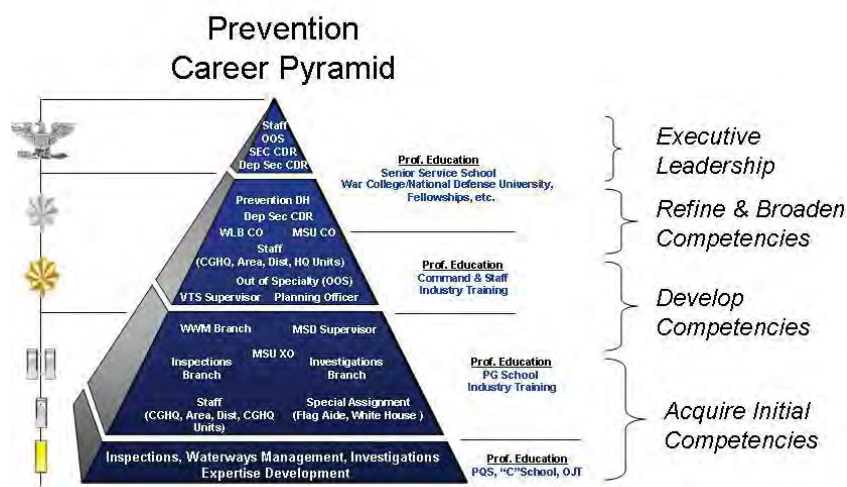 Prevention
Career Pyramid
Staff
OOS
SEC CDR
Dep Sec CDR
Prof. Education
Senior Service School
War College/National Defense University,
Fellowships, etc.
Executive
Leadership
Prevention DH
Dep Sec CDR
WLB CO MSU CO
Staff
(CGHQ, Area, Dist, HQ Units)
Out of Specialty (OOS)
VTS Supervisor Planning Officer
Refine & Broaden
Competencies
Prof. Education
Command & Staff
Industry Training
Develop
Competencies
WWM Branch MSD Supervisor
MSU XO
Inspections
Branch
Investigations
Branch
Staff
(CGHQ, Area, Dist, CGHQ
Units)
Special Assignment
(Flag Aide, White House )
Prof. Education
PG School
Industry Training
Acquire Initial
Competencies
Inspections, Waterways Management, Investigations
Expertise Development
Prof. Education
PQS, "C"School, OJT